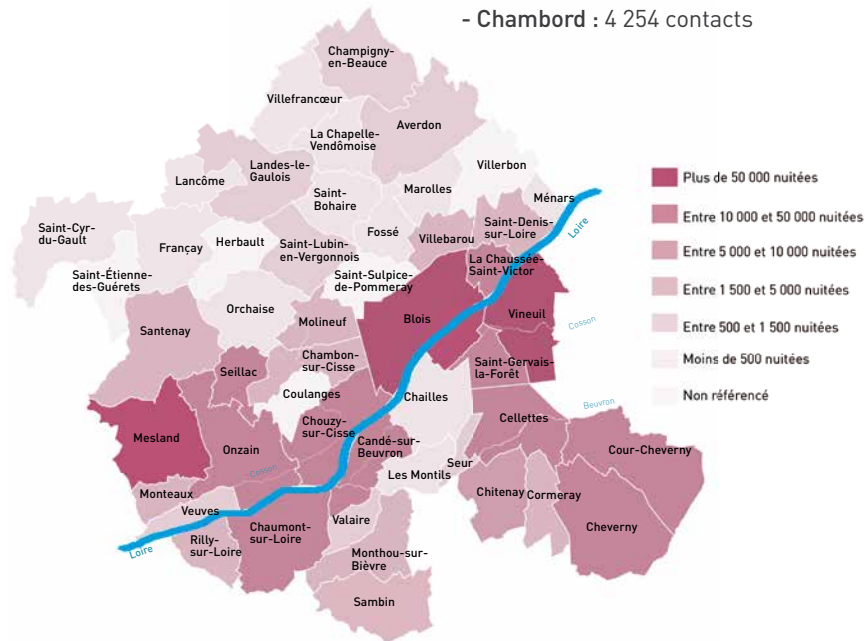 - Chambord : 4 254 contacts
Champigny-
en-Beauce
Villefrancœur
Averdon
La Chapelle-
Vendômoise
Villerbon
Landes-le-
Gaulois
Lancôme
Marolles
Ménars
Saint-
Bohaire
Saint-Cyr-
du-Gault
Saint-Denis-
sur-Loire
Loire
Fossé
Villebarou
Françay
Herbault
Saint-Lubin-
en-Vergonnois
La Chaussée-
Saint-Victor
Saint-Étienne-
des-Guérets
Saint-Sulpice-
de-Pommeray
Orchaise
Blois
Vineuil
Cosson
Molineuf
Santenay
Chambon-
sur-Cisse
Saint-Gervais-
la-Forêt
Seillac
Coulanges
Chailles
Beuvron
Chouzy-
sur-Cisse
Cellettes
Mesland
Onzain
Candé-sur-
Beuvron
Cour-Cheverny
Seur
Cosson
Les Montils
Monteaux
Chitenay
Cormeray
Veuves
Chaumont-
sur-Loire
Valaire
Cheverny
Rilly-
sur-Loire
Loire
Monthou-sur-
Bièvre
Sambin
Plus de 50 000 nuitées
Entre 10 000 et 50 000 nuitées
Entre 5 000 et 10 000 nuitées
Entre 1 500 et 5 000 nuitées
Entre 500 et 1 500 nuitées
Moins de 500 nuitées
Non référencé